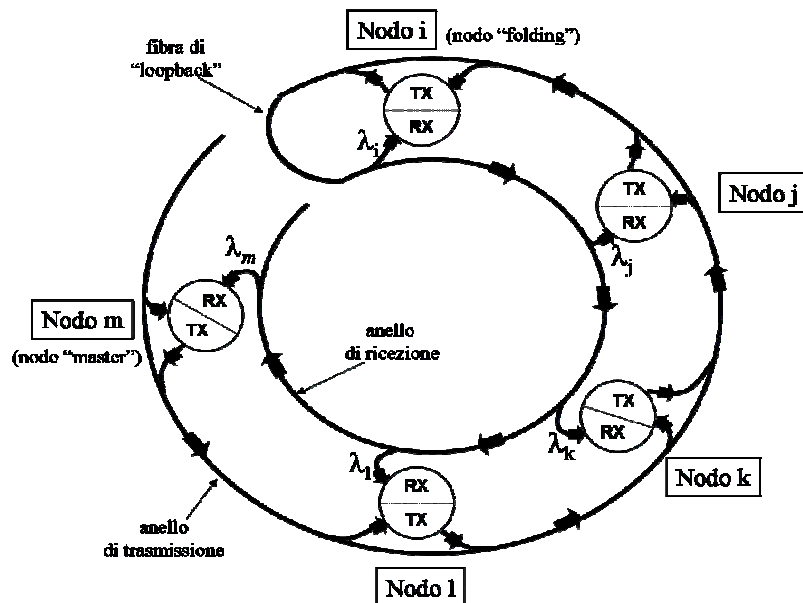 Nodo i (nodo “folding”)
fibra di
“loopback”
TX
RX
λi
TX
RX
Nodo j
λj
λm
RX
TX
Nodo m
(nodo “master”)
anello
di ricezione
TX
RX
λk
Nodo k
λl
RX
TX
anello
di trasmissione
Nodo l